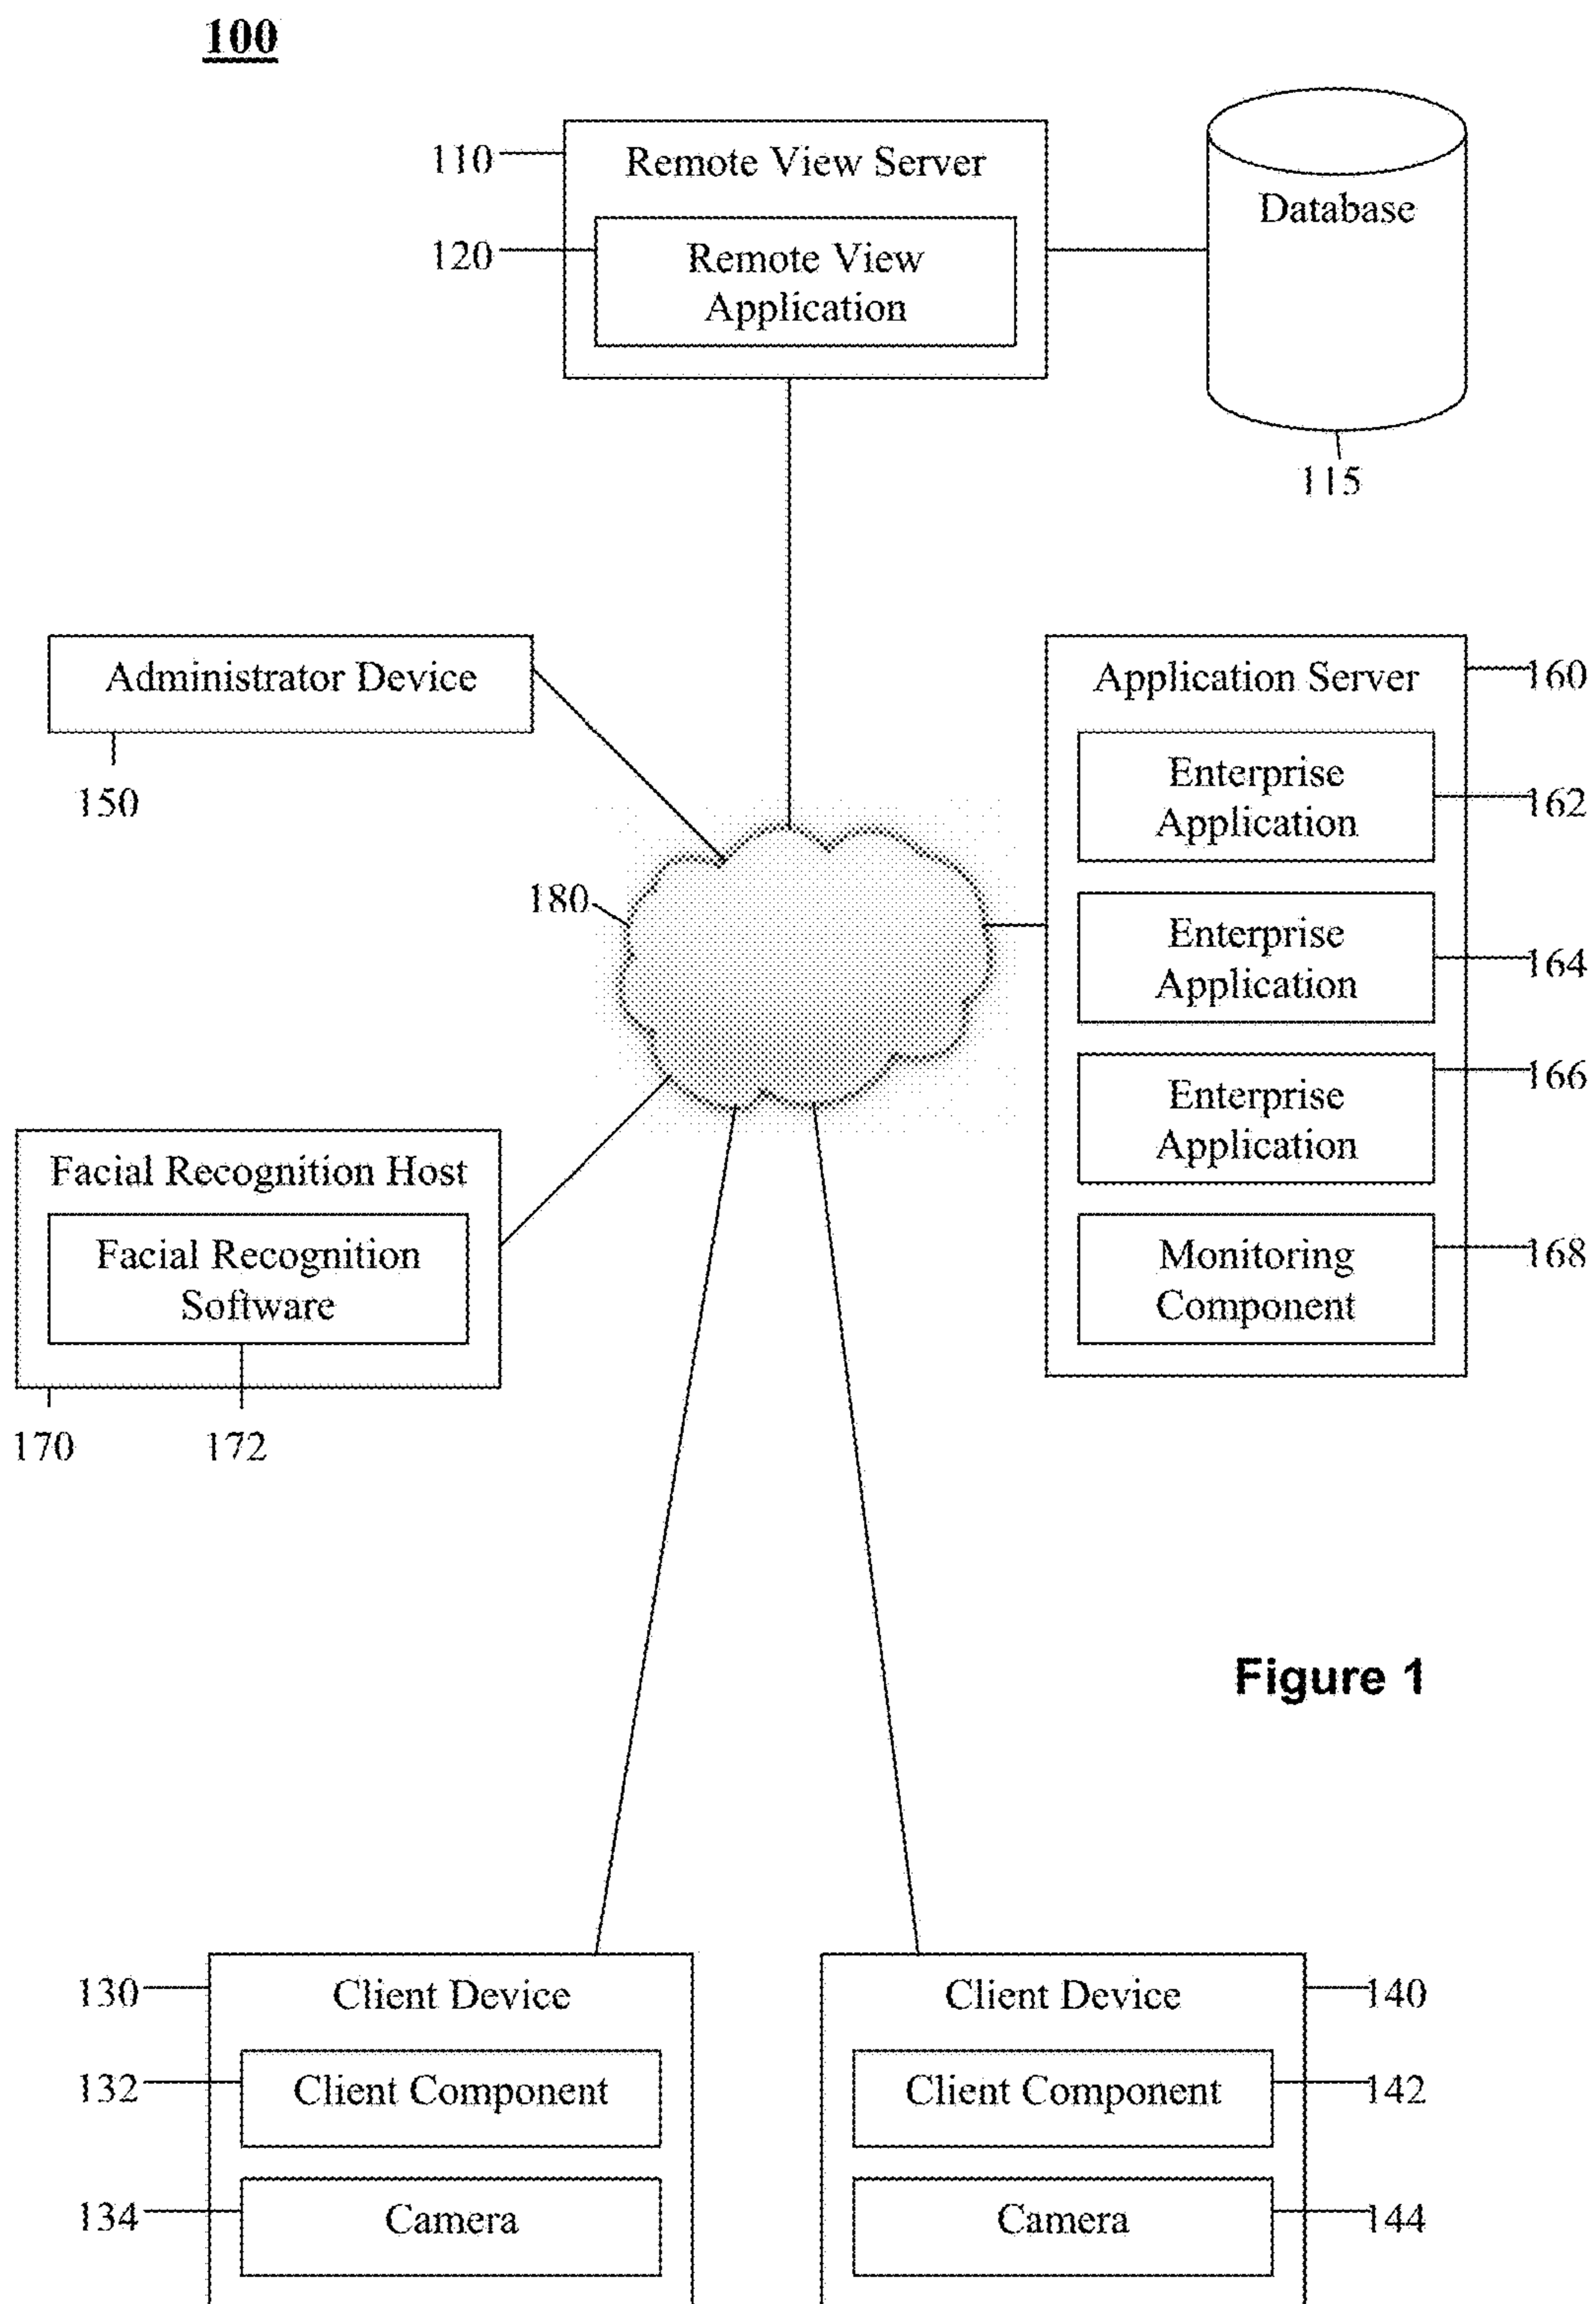 100
110
Remote View Server
120
Remote View
Application
Database
115
Administrator Device
150
Application Server
160
Enterprise
Application
162
180
Enterprise
Application
164
Enterprise
Application
166
Monitoring
Component
168
Facial Recognition Host
Facial Recognition
Software
170
172
Figure 1
130
Client Device
132
Client Component
134
Camera
Client Device
140
Client Component
142
Camera
144